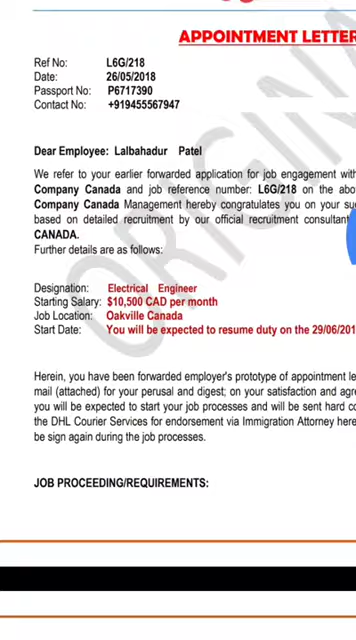 APPOINTMENT LETTER
Ref No: L6G/218
Date: 26/05/2018
Passport No: P6717390
Contact No: +919455567947
Dear Employee: Lalbahadur Patel
We refer to your earlier forwarded application for job engagement with
Company Canada and job reference number: L6G/218 on the
Company Canada Management hereby congratulates you on your
based on detailed recruitment by our official recruitment consultant
CANADA.
Further details are as follows:
Designation: Electrical Engineer
Starting Salary: $10,500 CAD per month
Job Location: Oakville Canada
Start Date: You will be expected to resume duty on the 29/06/201
Herein, you have been forwarded employer's prototype of appointment
mail (attached) for your perusal and digest; on your satisfaction and
you will be expected to start your job processes and will be sent hard
the DHL Courier Services for endorsement via Immigration Attorney here
be sign again during the job processes.
JOB PROCEEDING/REQUIREMENTS:
ORIGINA